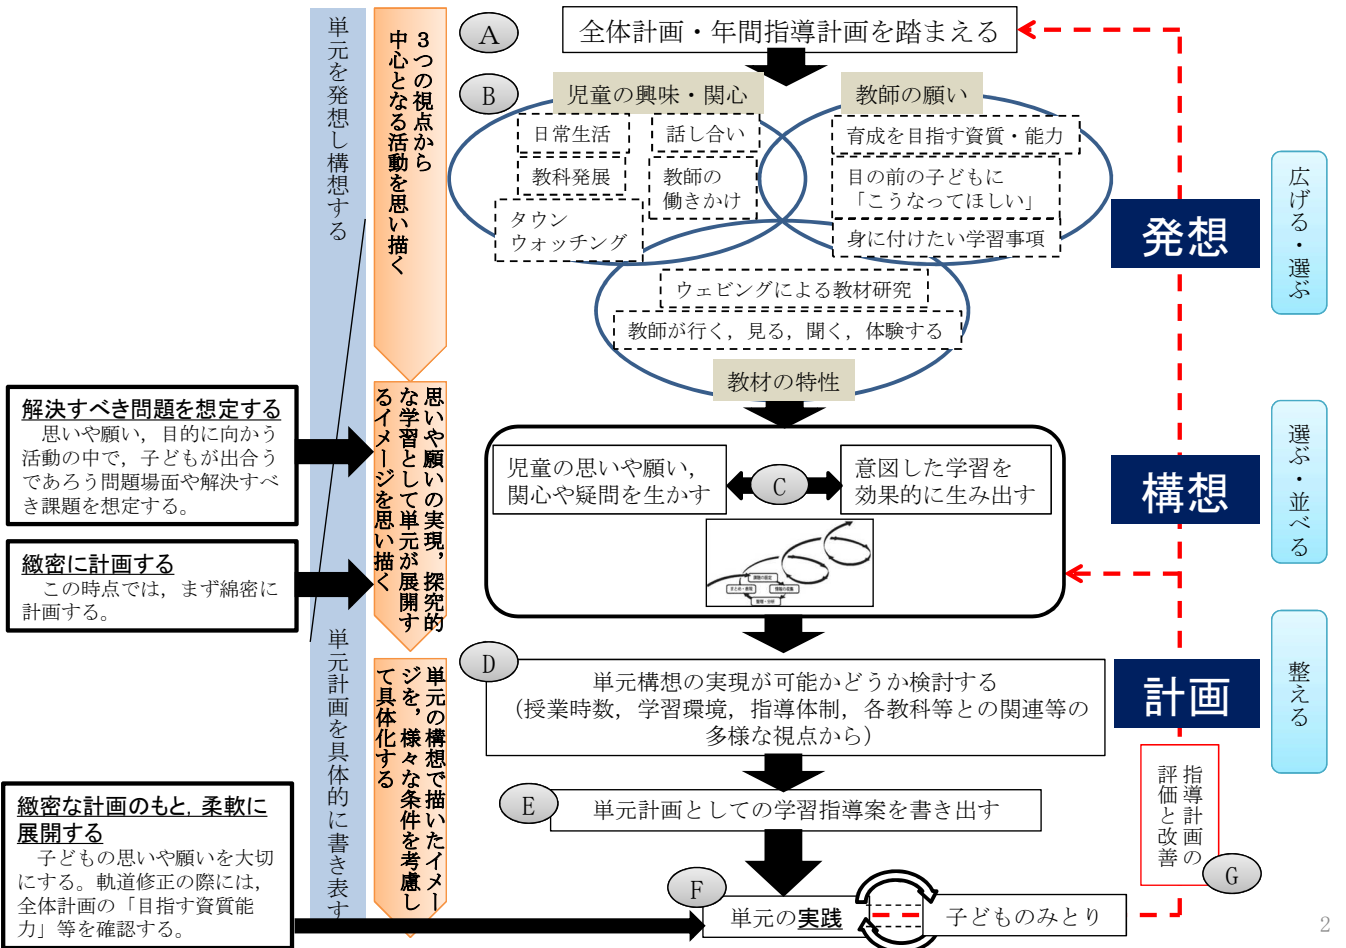 単元を発想し構想する
単元計画を具体的に書き表す
３つの視点から
中心となる活動を思い描く
思いや願いの実現，探究的
な学習として単元が展開す
るイメージを思い描く
単元の構想で描いたイメー
ジを，様々な条件を考慮し
て具体化する
解決すべき問題を想定する
思いや願い，目的に向かう
活動の中で，子どもが出合う
であろう問題場面や解決すべ
き課題を想定する。
緻密に計画する
この時点では，まず綿密に
計画する。
緻密な計画のもと，柔軟に
展開する
子どもの思いや願いを大切
にする。軌道修正の際には，
全体計画の「目指す資質能
力」等を確認する。
A
全体計画・年間指導計画を踏まえる
B
児童の興味・関心
日常生活
話し合い
教科発展
教師の
働きかけ
タウン
ウォッチング
教師の願い
育成を目指す資質・能力
目の前の子どもに
「こうなってほしい」
身に付けたい学習事項
ウェビングによる教材研究
教師が行く，見る，聞く，体験する
教材の特性
児童の思いや願い，
関心や疑問を生かす
C
意図した学習を
効果的に生み出す
課題の設定
情報の収集
整理・分析
まとめ・表現
D
単元構想の実現が可能かどうか検討する
（授業時数，学習環境，指導体制，各教科等との関連等の
多様な視点から）
E
単元計画としての学習指導案を書き出す
F
単元の実践
子どものみとり
G
指導計画の
評価と改善
発想
構想
計画
広げる・選ぶ
選ぶ・並べる
整える
2